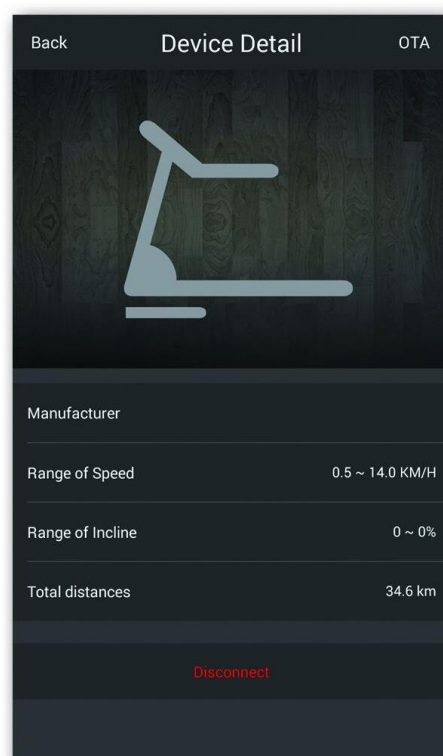 Back Device Detail OTA
Manufacturer
Range of Speed 0.5 ~ 14.0 KM/H
Range of Incline 0 ~ 0%
Total distances 34.6 km
Disconnect